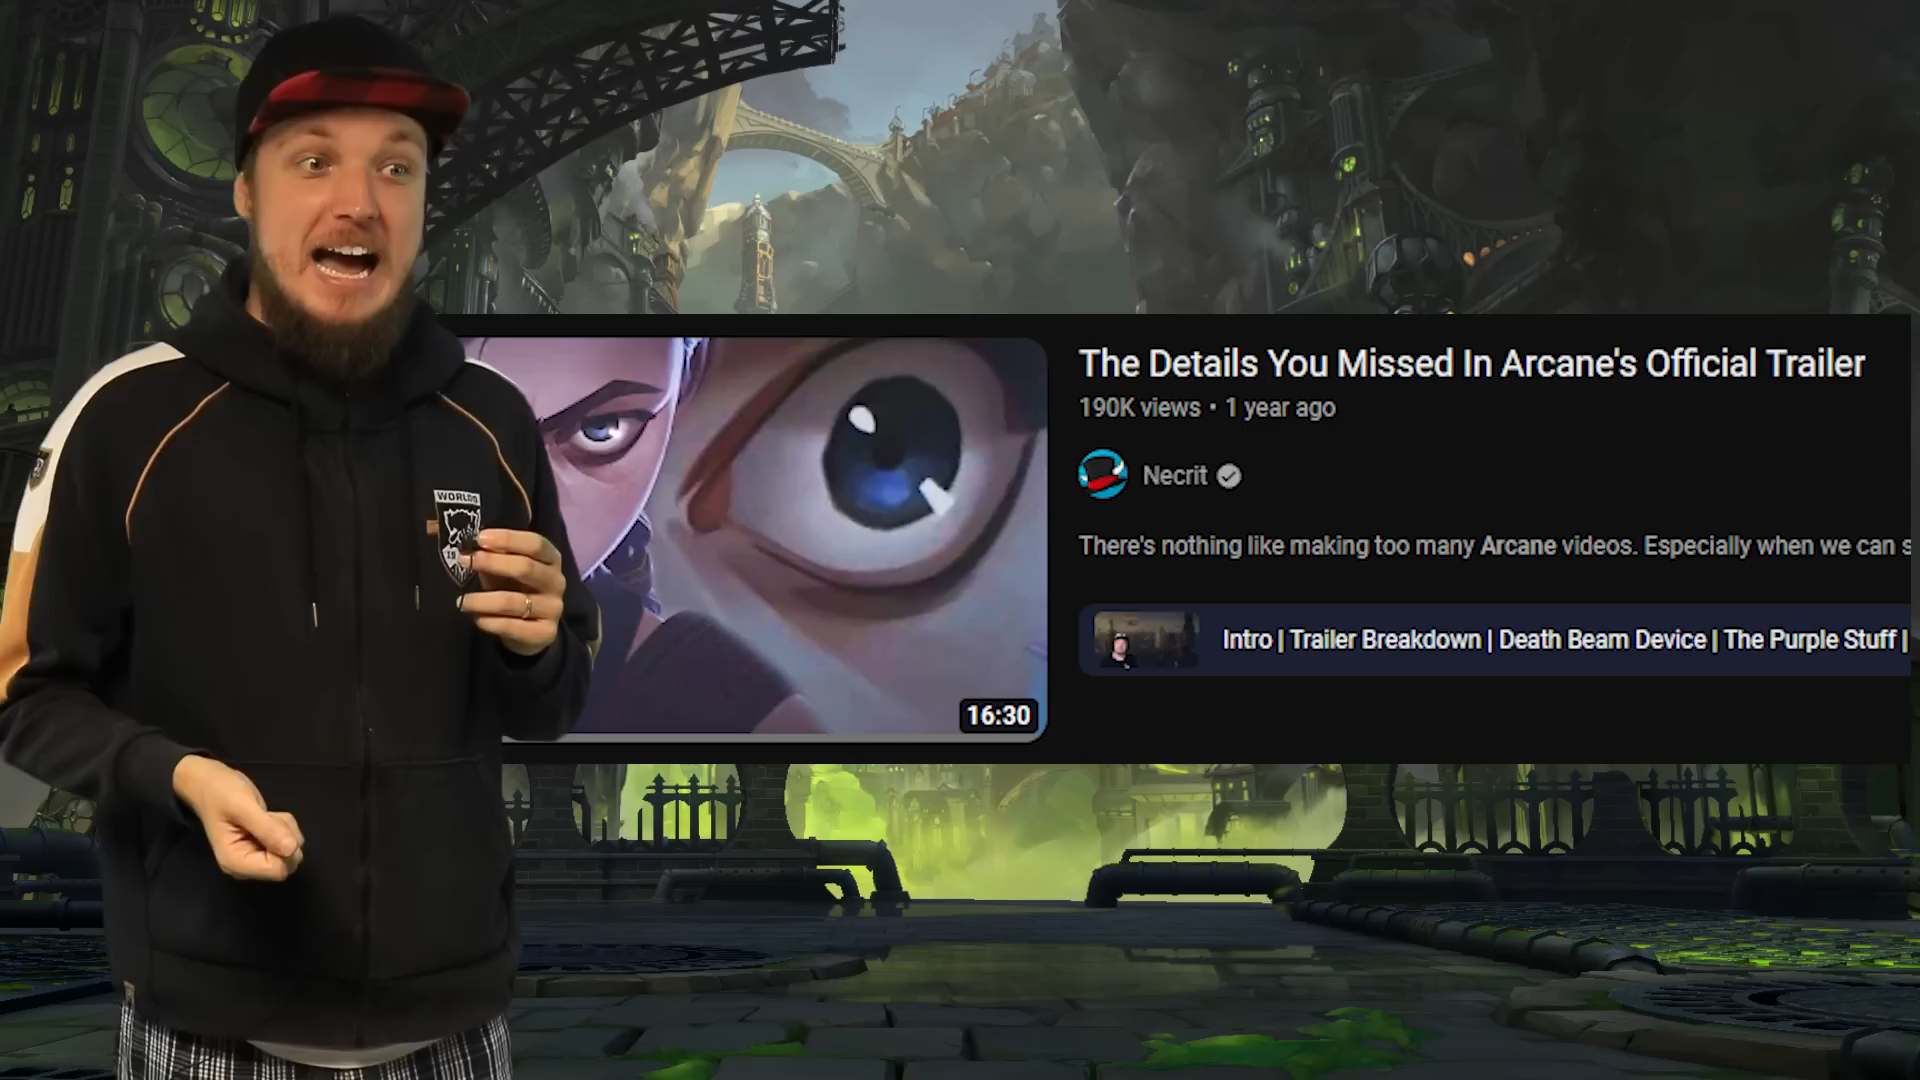 The Details You Missed In Arcane's Official Trailer
190K views • 1 year ago
Necrit
There's nothing like making too many Arcane videos. Especially when we can s
Intro | Trailer Breakdown | Death Beam Device | The Purple Stuff |
16:30
WORLDS
19